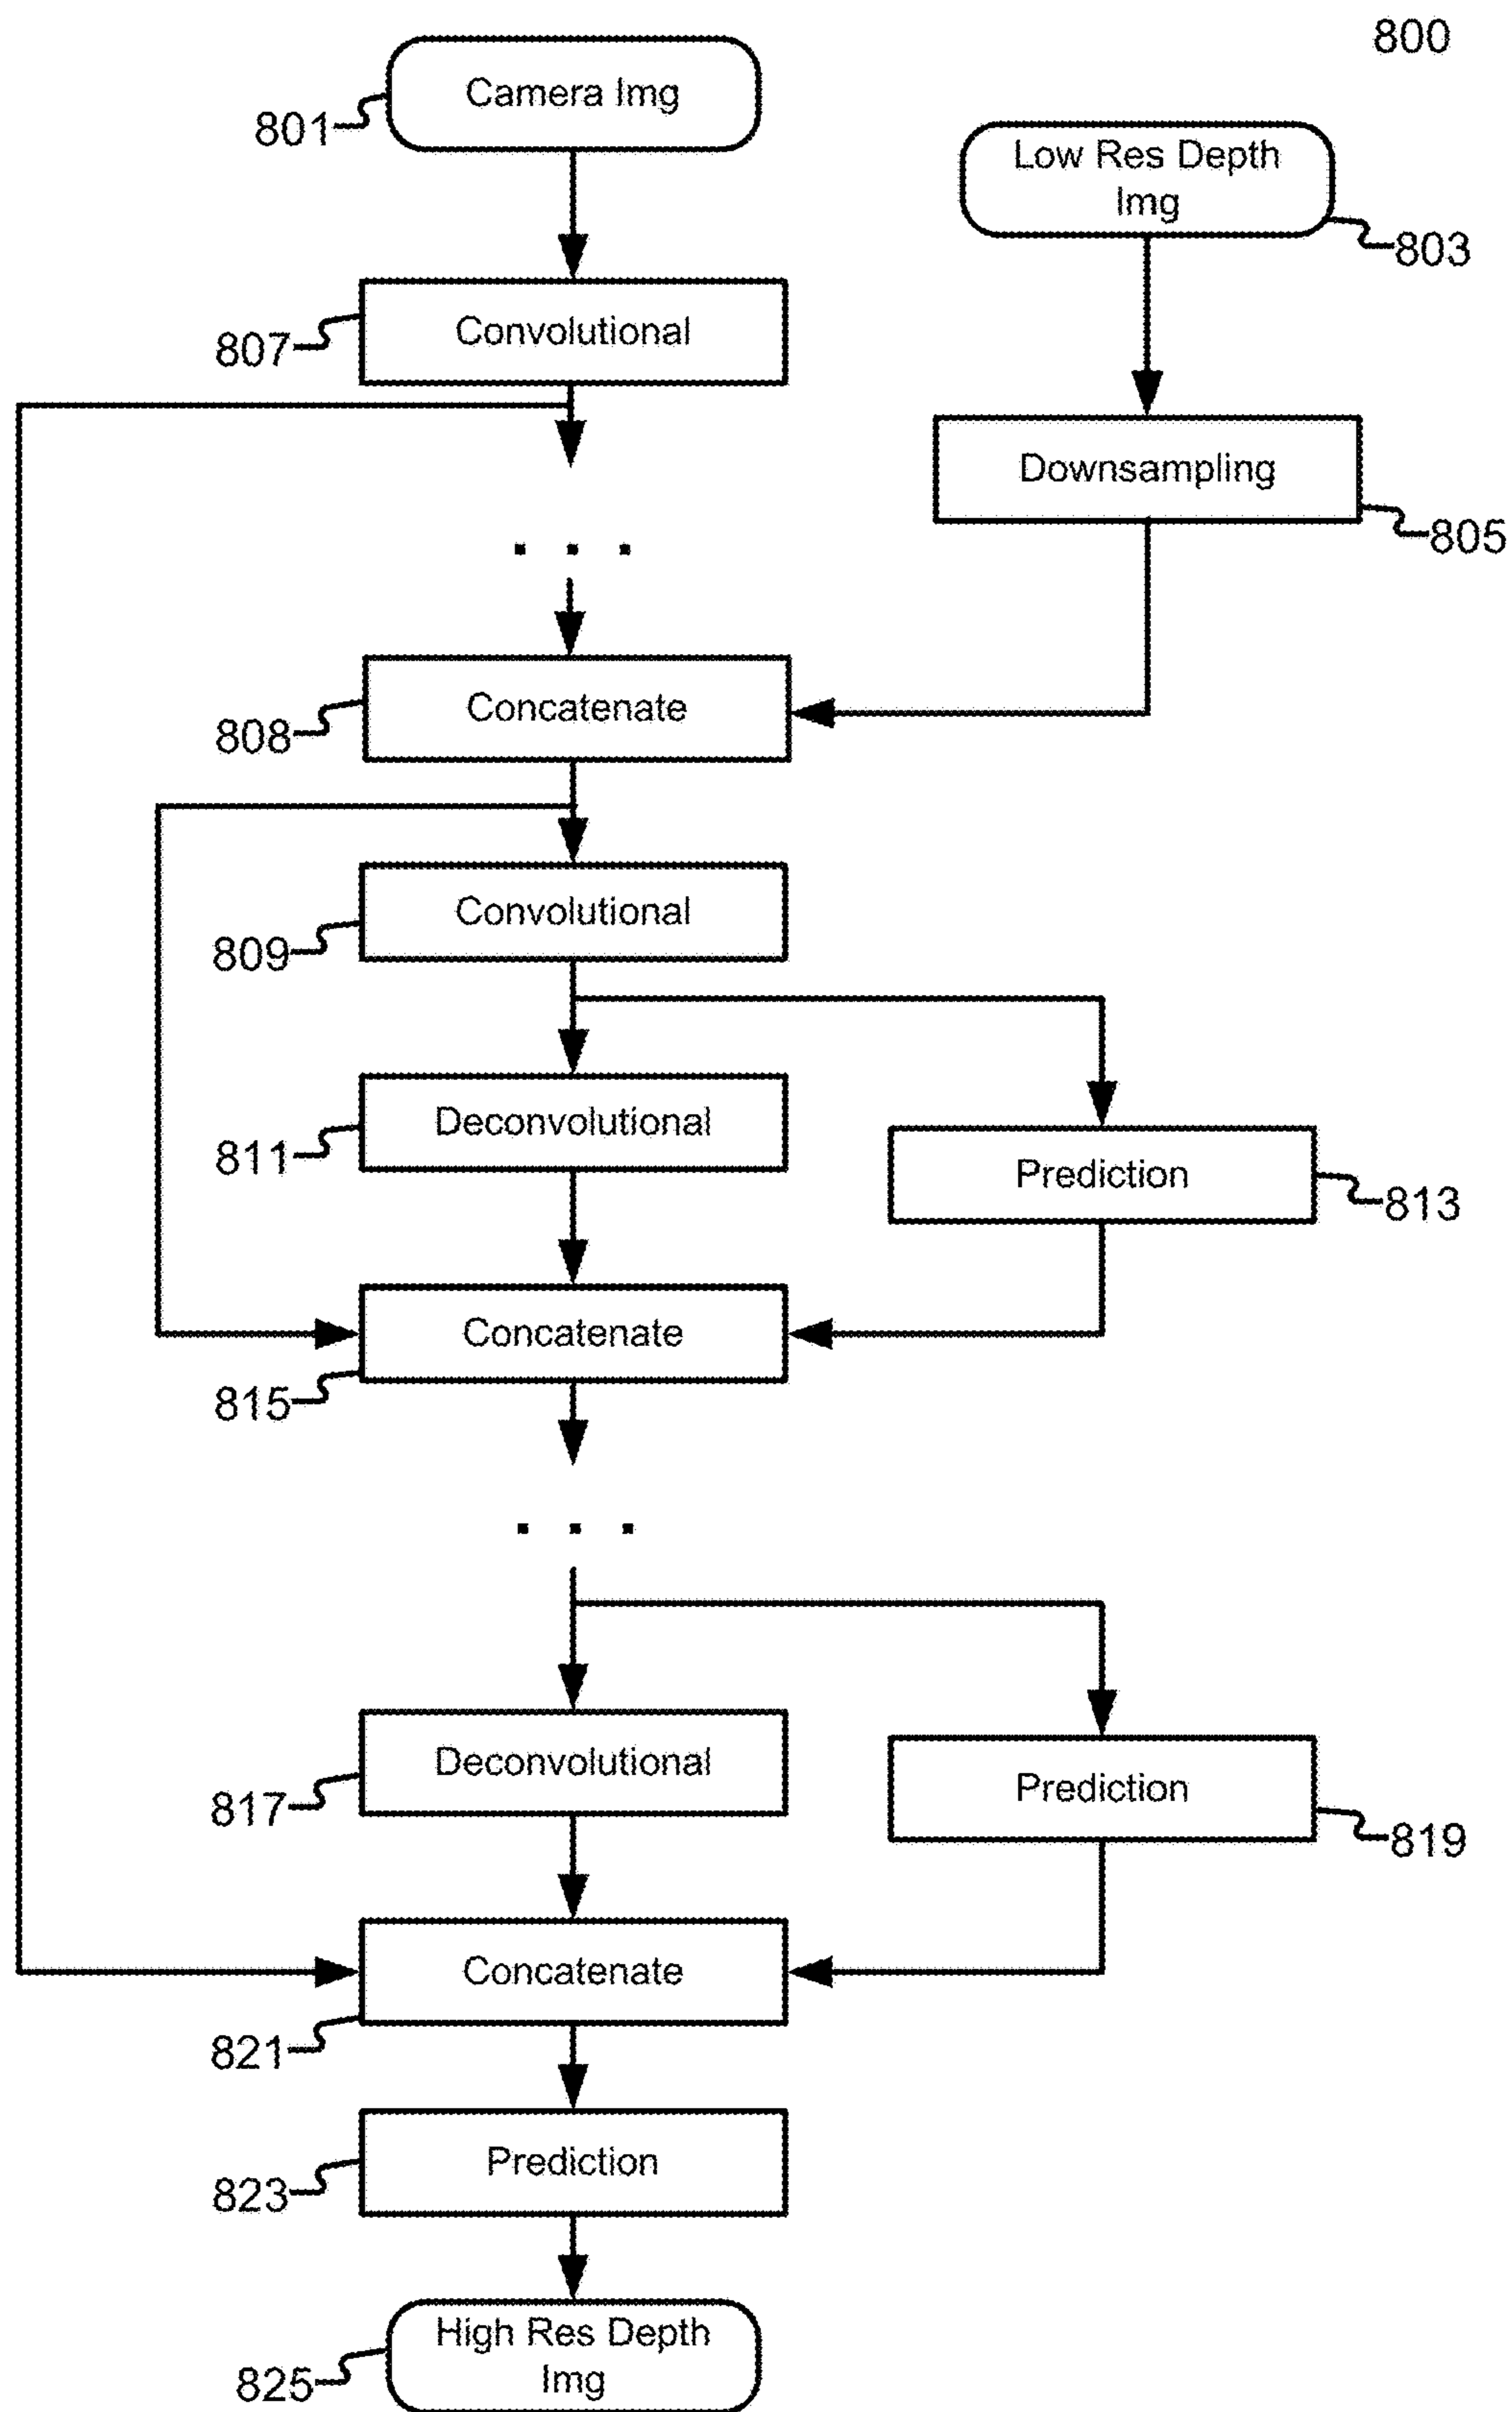 800
Camera Img
801
Low Res Depth
Img
803
Convolutional
807
Downsampling
805
. . .
Concatenate
808
Convolutional
809
Deconvolutional
811
Prediction
813
Concatenate
815
. . .
Deconvolutional
817
Prediction
819
Concatenate
821
Prediction
823
High Res Depth
Img
825